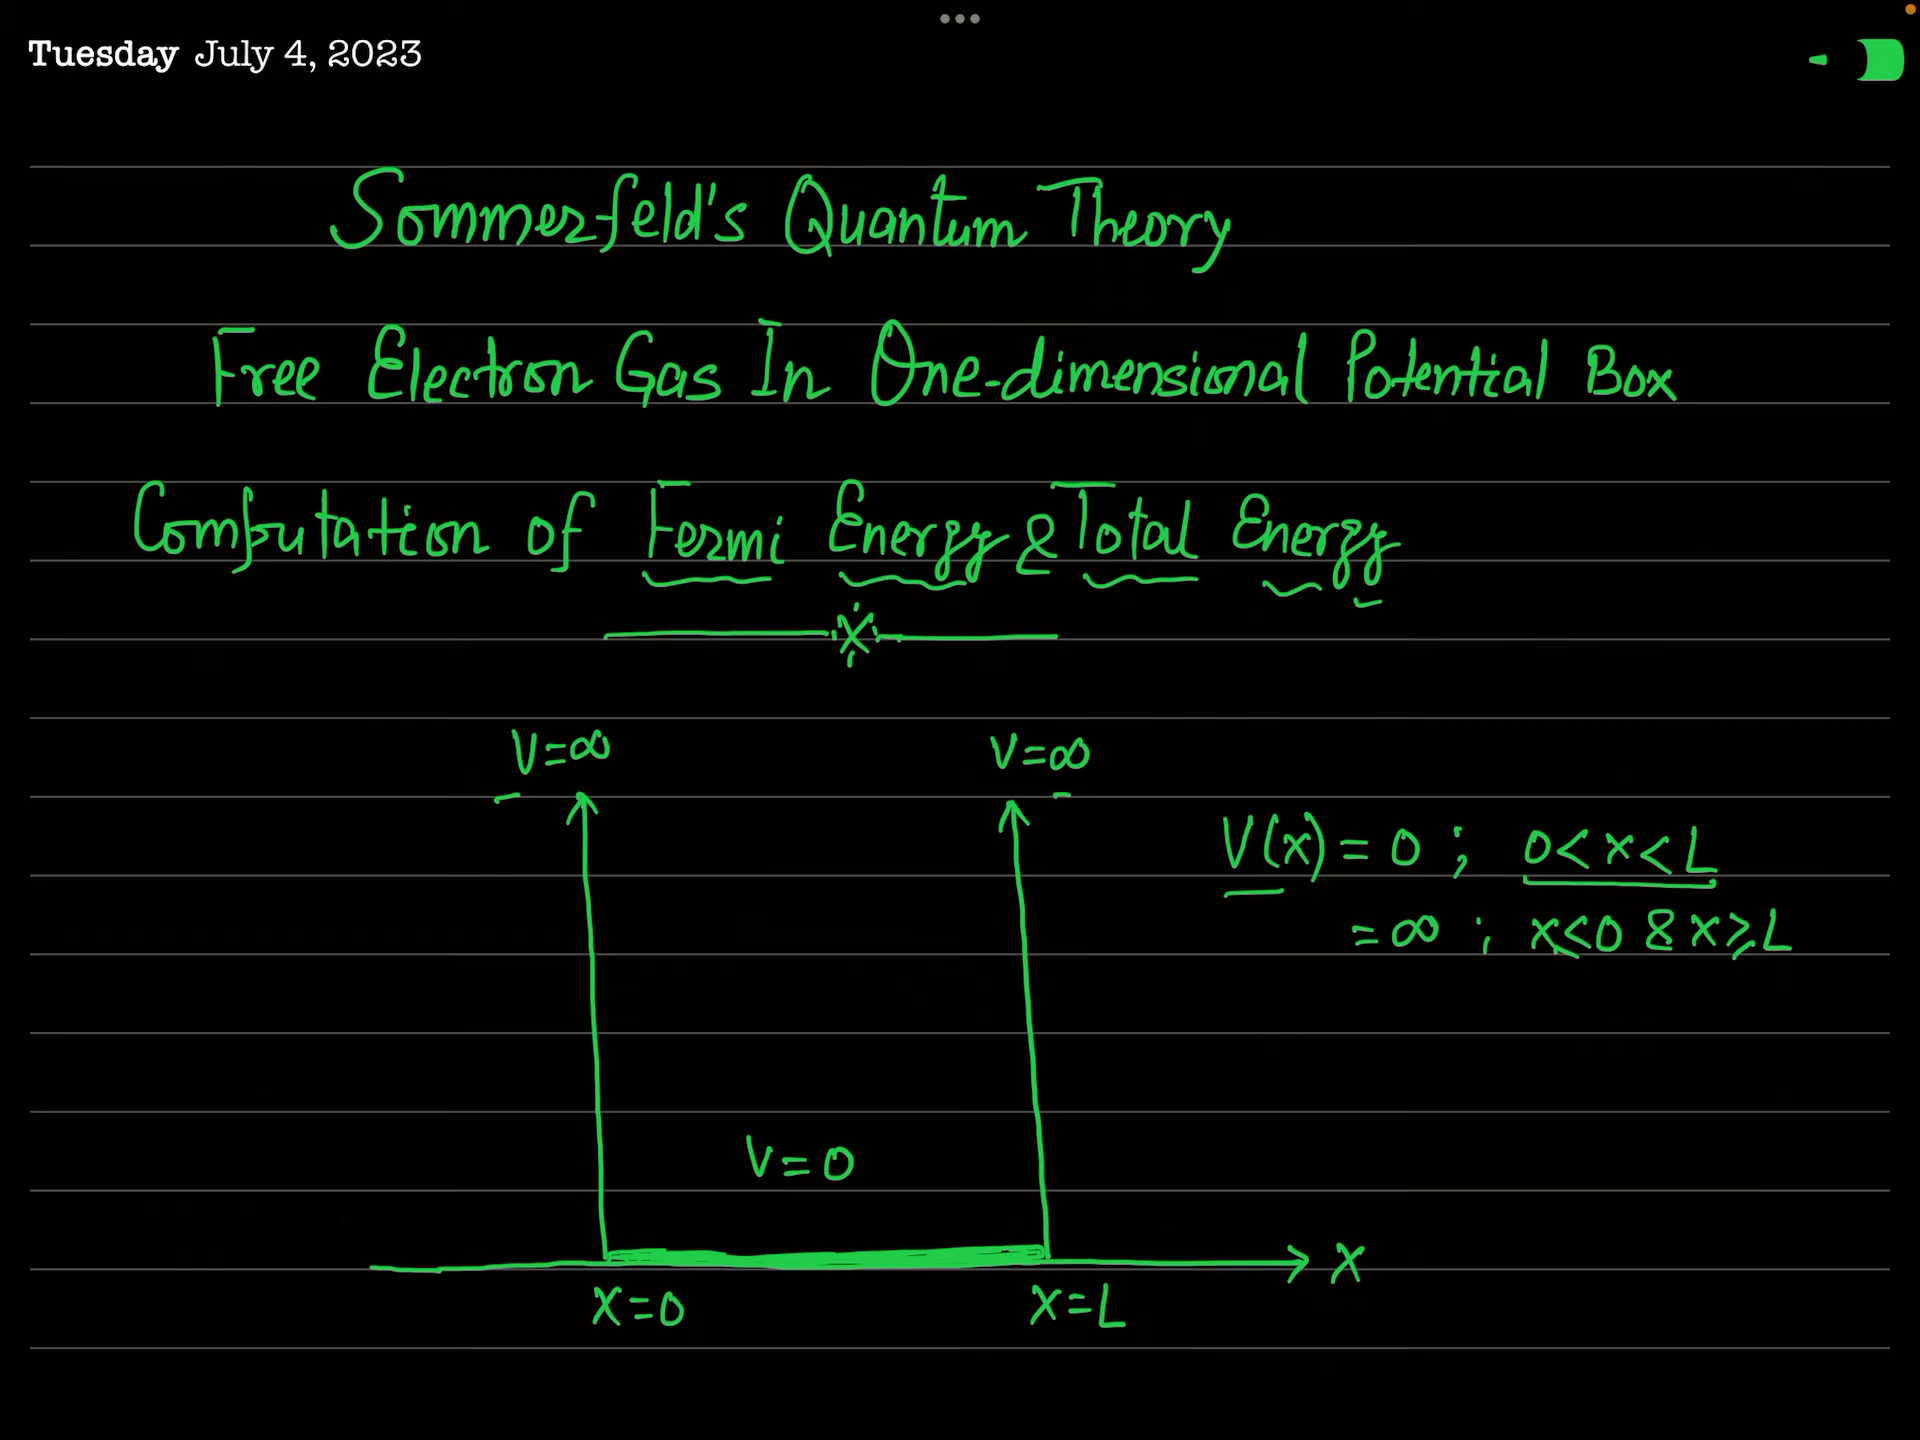 Tuesday July 4, 2023
Sommerfeld's Quantum Theory
Free Electron Gas In One-dimensional Potential Box
Computation of Fermi Energy & Total Energy
V=∞
V=∞
V(x) = 0 ; 0<x<L
= ∞ ; x≤0 & x≥L
V=0
X
X=0
X=L